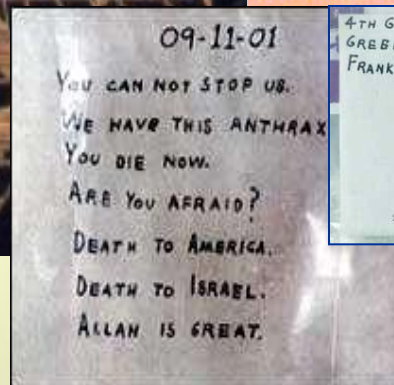 09-11-01
YOU CAN NOT STOP US.
WE HAVE THIS ANTHRAX
YOU DIE NOW.
ARE YOU AFRAID?
DEATH TO AMERICA.
DEATH TO ISRAEL.
ALLAH IS GREAT.
4TH G
GREE
FRANK